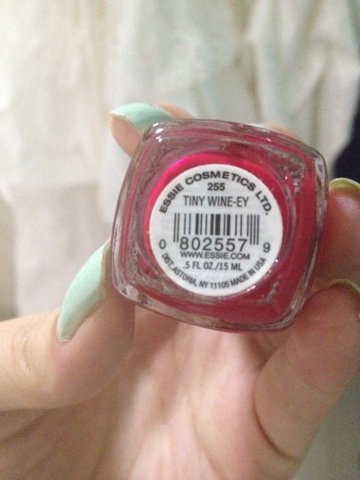 ESSIE COSMETICS LTD.
255
TINY WINE-EY
0 802557 9
WWW.ESSIE.COM
.5 FL OZ./15 ML
DIST. ASTORIA, NY 11105 MADE IN USA